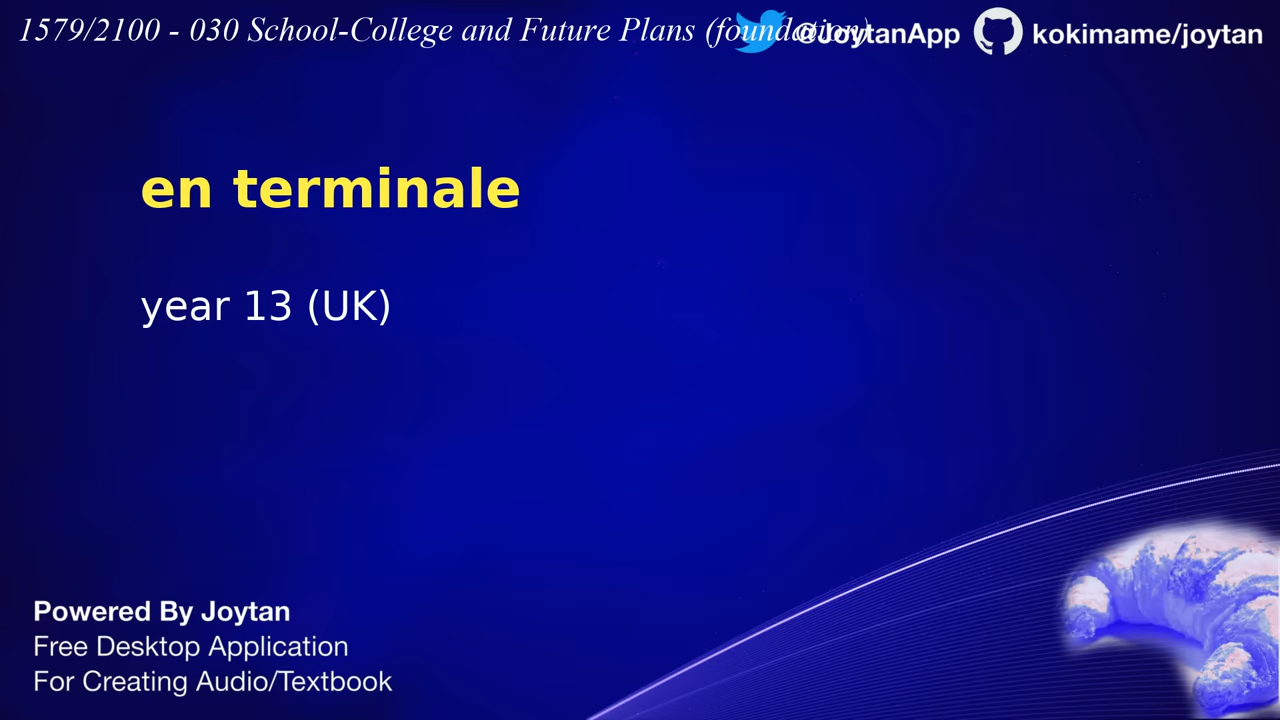 1579/2100 - 030 School-College and Future Plans (foundation)
@JoytanApp
kokimame/joytan
en terminale
year 13 (UK)
Powered By Joytan
Free Desktop Application
For Creating Audio/Textbook